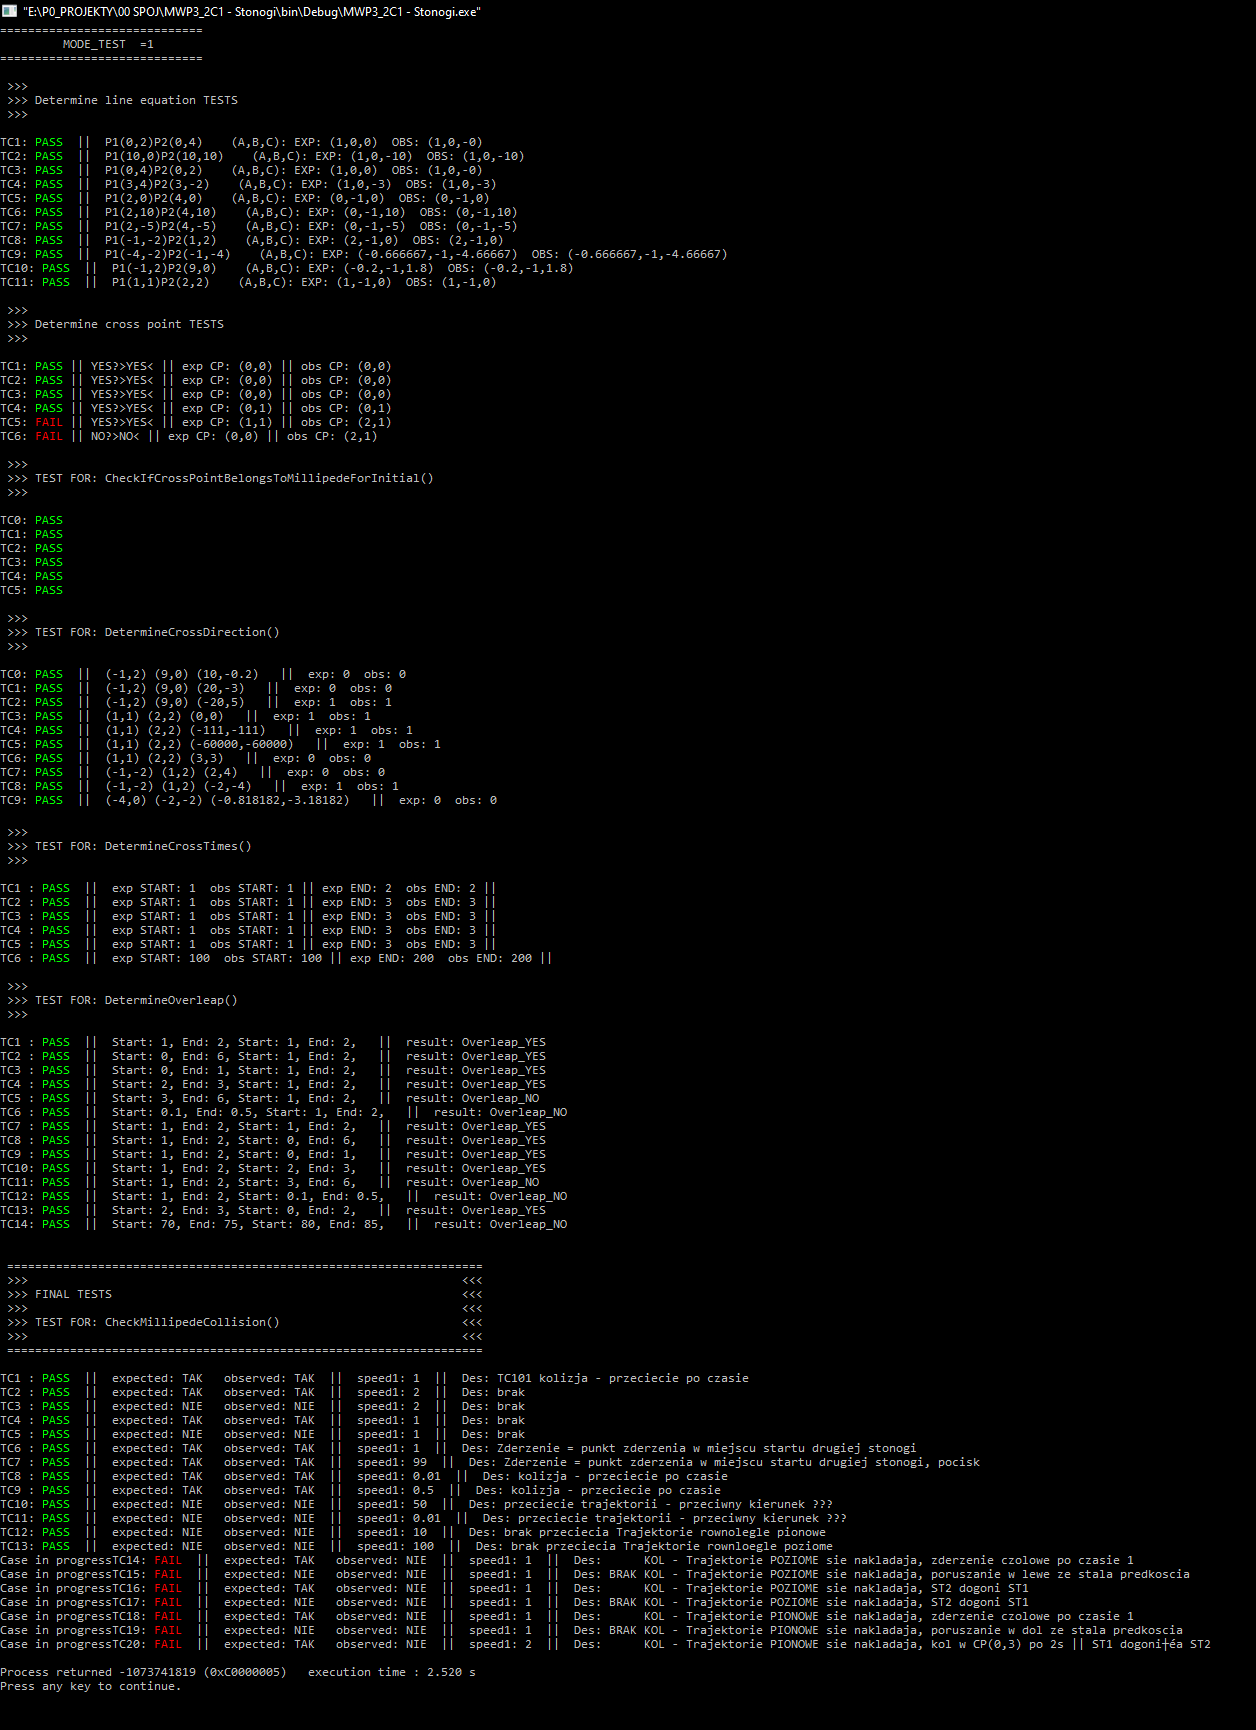 "E:\P0_PROJEKTY\00 SPOJ\MWP3_2C1 - Stonogi\bin\Debug\MWP3_2C1 - Stonogi.exe"
=============================
MODE_TEST  =1
=============================
>>>
>>> Determine line equation TESTS
>>>
TC1: PASS  ||  P1(0,2)P2(0,4)    (A,B,C): EXP: (1,0,0)  OBS: (1,0,-0)
TC2: PASS  ||  P1(10,0)P2(10,10)    (A,B,C): EXP: (1,0,-10)  OBS: (1,0,-10)
TC3: PASS  ||  P1(0,4)P2(0,2)    (A,B,C): EXP: (1,0,0)  OBS: (1,0,-0)
TC4: PASS  ||  P1(3,4)P2(3,-2)    (A,B,C): EXP: (1,0,-3)  OBS: (1,0,-3)
TC5: PASS  ||  P1(2,0)P2(4,0)    (A,B,C): EXP: (0,-1,0)  OBS: (0,-1,0)
TC6: PASS  ||  P1(2,10)P2(4,10)    (A,B,C): EXP: (0,-1,10)  OBS: (0,-1,10)
TC7: PASS  ||  P1(2,-5)P2(4,-5)    (A,B,C): EXP: (0,-1,-5)  OBS: (0,-1,-5)
TC8: PASS  ||  P1(-1,-2)P2(1,2)    (A,B,C): EXP: (2,-1,0)  OBS: (2,-1,0)
TC9: PASS  ||  P1(-4,-2)P2(-1,-4)    (A,B,C): EXP: (-0.666667,-1,-4.66667)  OBS: (-0.666667,-1,-4.66667)
TC10: PASS  ||  P1(-1,2)P2(9,0)    (A,B,C): EXP: (-0.2,-1,1.8)  OBS: (-0.2,-1,1.8)
TC11: PASS  ||  P1(1,1)P2(2,2)    (A,B,C): EXP: (1,-1,0)  OBS: (1,-1,0)
>>>
>>> Determine cross point TESTS
>>>
TC1: PASS || YES?>YES< || exp CP: (0,0) || obs CP: (0,0)
TC2: PASS || YES?>YES< || exp CP: (0,0) || obs CP: (0,0)
TC3: PASS || YES?>YES< || exp CP: (0,0) || obs CP: (0,0)
TC4: PASS || YES?>YES< || exp CP: (0,1) || obs CP: (0,1)
TC5: FAIL || YES?>YES< || exp CP: (1,1) || obs CP: (2,1)
TC6: FAIL || NO?>NO< || exp CP: (0,0) || obs CP: (2,1)
>>>
>>> TEST FOR: CheckIfCrossPointBelongsToMillipedeForInitial()
>>>
TC0: PASS
TC1: PASS
TC2: PASS
TC3: PASS
TC4: PASS
TC5: PASS
>>>
>>> TEST FOR: DetermineCrossDirection()
>>>
TC0: PASS  ||  (-1,2) (9,0) (10,-0.2)   ||  exp: 0  obs: 0
TC1: PASS  ||  (-1,2) (9,0) (20,-3)   ||  exp: 0  obs: 0
TC2: PASS  ||  (-1,2) (9,0) (-20,5)   ||  exp: 1  obs: 1
TC3: PASS  ||  (1,1) (2,2) (0,0)   ||  exp: 1  obs: 1
TC4: PASS  ||  (1,1) (2,2) (-111,-111)   ||  exp: 1  obs: 1
TC5: PASS  ||  (1,1) (2,2) (-60000,-60000)   ||  exp: 1  obs: 1
TC6: PASS  ||  (1,1) (2,2) (3,3)   ||  exp: 0  obs: 0
TC7: PASS  ||  (-1,-2) (1,2) (2,4)   ||  exp: 0  obs: 0
TC8: PASS  ||  (-1,-2) (1,2) (-2,-4)   ||  exp: 1  obs: 1
TC9: PASS  ||  (-4,0) (-2,-2) (-0.818182,-3.18182)   ||  exp: 0  obs: 0
>>>
>>> TEST FOR: DetermineCrossTimes()
>>>
TC1 : PASS  ||  exp START: 1  obs START: 1 || exp END: 2  obs END: 2 ||
TC2 : PASS  ||  exp START: 1  obs START: 1 || exp END: 3  obs END: 3 ||
TC3 : PASS  ||  exp START: 1  obs START: 1 || exp END: 3  obs END: 3 ||
TC4 : PASS  ||  exp START: 1  obs START: 1 || exp END: 3  obs END: 3 ||
TC5 : PASS  ||  exp START: 1  obs START: 1 || exp END: 3  obs END: 3 ||
TC6 : PASS  ||  exp START: 100  obs START: 100 || exp END: 200  obs END: 200 ||
>>>
>>> TEST FOR: DetermineOverleap()
>>>
TC1 : PASS  ||  Start: 1, End: 2, Start: 1, End: 2,   ||  result: Overleap_YES
TC2 : PASS  ||  Start: 0, End: 6, Start: 1, End: 2,   ||  result: Overleap_YES
TC3 : PASS  ||  Start: 0, End: 1, Start: 1, End: 2,   ||  result: Overleap_YES
TC4 : PASS  ||  Start: 2, End: 3, Start: 1, End: 2,   ||  result: Overleap_YES
TC5 : PASS  ||  Start: 3, End: 6, Start: 1, End: 2,   ||  result: Overleap_NO
TC6 : PASS  ||  Start: 0.1, End: 0.5, Start: 1, End: 2,   ||  result: Overleap_NO
TC7 : PASS  ||  Start: 1, End: 2, Start: 1, End: 2,   ||  result: Overleap_YES
TC8 : PASS  ||  Start: 1, End: 2, Start: 0, End: 6,   ||  result: Overleap_YES
TC9 : PASS  ||  Start: 1, End: 2, Start: 0, End: 1,   ||  result: Overleap_YES
TC10: PASS  ||  Start: 1, End: 2, Start: 2, End: 3,   ||  result: Overleap_YES
TC11: PASS  ||  Start: 1, End: 2, Start: 3, End: 6,   ||  result: Overleap_NO
TC12: PASS  ||  Start: 1, End: 2, Start: 0.1, End: 0.5,   ||  result: Overleap_NO
TC13: PASS  ||  Start: 2, End: 3, Start: 0, End: 2,   ||  result: Overleap_YES
TC14: PASS  ||  Start: 70, End: 75, Start: 80, End: 85,   ||  result: Overleap_NO
====================================================================
>>> <<<
>>> FINAL TESTS <<<
>>> <<<
>>> TEST FOR: CheckMillipedeCollision() <<<
>>> <<<
====================================================================
TC1 : PASS  ||  expected: TAK   observed: TAK  ||  speed1: 1  ||  Des: TC101 kolizja - przeciecie po czasie
TC2 : PASS  ||  expected: TAK   observed: TAK  ||  speed1: 2  ||  Des: brak
TC3 : PASS  ||  expected: NIE   observed: NIE  ||  speed1: 2  ||  Des: brak
TC4 : PASS  ||  expected: TAK   observed: TAK  ||  speed1: 1  ||  Des: brak
TC5 : PASS  ||  expected: NIE   observed: NIE  ||  speed1: 1  ||  Des: brak
TC6 : PASS  ||  expected: TAK   observed: TAK  ||  speed1: 1  ||  Des: Zderzenie = punkt zderzenia w miejscu startu drugiej stonogi
TC7 : PASS  ||  expected: TAK   observed: TAK  ||  speed1: 99  ||  Des: Zderzenie = punkt zderzenia w miejscu startu drugiej stonogi, pocisk
TC8 : PASS  ||  expected: TAK   observed: TAK  ||  speed1: 0.01  ||  Des: kolizja - przeciecie po czasie
TC9 : PASS  ||  expected: TAK   observed: TAK  ||  speed1: 0.5  ||  Des: kolizja - przeciecie po czasie
TC10: PASS  ||  expected: NIE   observed: NIE  ||  speed1: 50  ||  Des: przeciecie trajektorii - przeciwny kierunek ???
TC11: PASS  ||  expected: NIE   observed: NIE  ||  speed1: 0.01  ||  Des: przeciecie trajektorii - przeciwny kierunek ???
TC12: PASS  ||  expected: NIE   observed: NIE  ||  speed1: 10  ||  Des: brak przeciecia Trajektorie rownolegle pionowe
TC13: PASS  ||  expected: NIE   observed: NIE  ||  speed1: 100  ||  Des: brak przeciecia Trajektorie rownloegle poziome
Case in progressTC14: FAIL  ||  expected: TAK   observed: NIE  ||  speed1: 1  ||  Des:      KOL - Trajektorie POZIOME sie nakladaja, zderzenie czolowe po czasie 1
Case in progressTC15: FAIL  ||  expected: NIE   observed: NIE  ||  speed1: 1  ||  Des: BRAK KOL - Trajektorie POZIOME sie nakladaja, poruszanie w lewe ze stala predkoscia
Case in progressTC16: FAIL  ||  expected: TAK   observed: NIE  ||  speed1: 1  ||  Des:      KOL - Trajektorie POZIOME sie nakladaja, ST2 dogoni ST1
Case in progressTC17: FAIL  ||  expected: NIE   observed: NIE  ||  speed1: 1  ||  Des: BRAK KOL - Trajektorie POZIOME sie nakladaja, ST2 dogoni ST1
Case in progressTC18: FAIL  ||  expected: TAK   observed: NIE  ||  speed1: 1  ||  Des:      KOL - Trajektorie PIONOWE sie nakladaja, zderzenie czolowe po czasie 1
Case in progressTC19: FAIL  ||  expected: NIE   observed: NIE  ||  speed1: 1  ||  Des: BRAK KOL - Trajektorie PIONOWE sie nakladaja, poruszanie w dol ze stala predkoscia
Case in progressTC20: FAIL  ||  expected: TAK   observed: NIE  ||  speed1: 2  ||  Des:      KOL - Trajektorie PIONOWE sie nakladaja, kol w CP(0,3) po 2s || ST1 dogoni┼éa ST2
Process returned -1073741819 (0xC0000005)   execution time : 2.520 s
Press any key to continue.